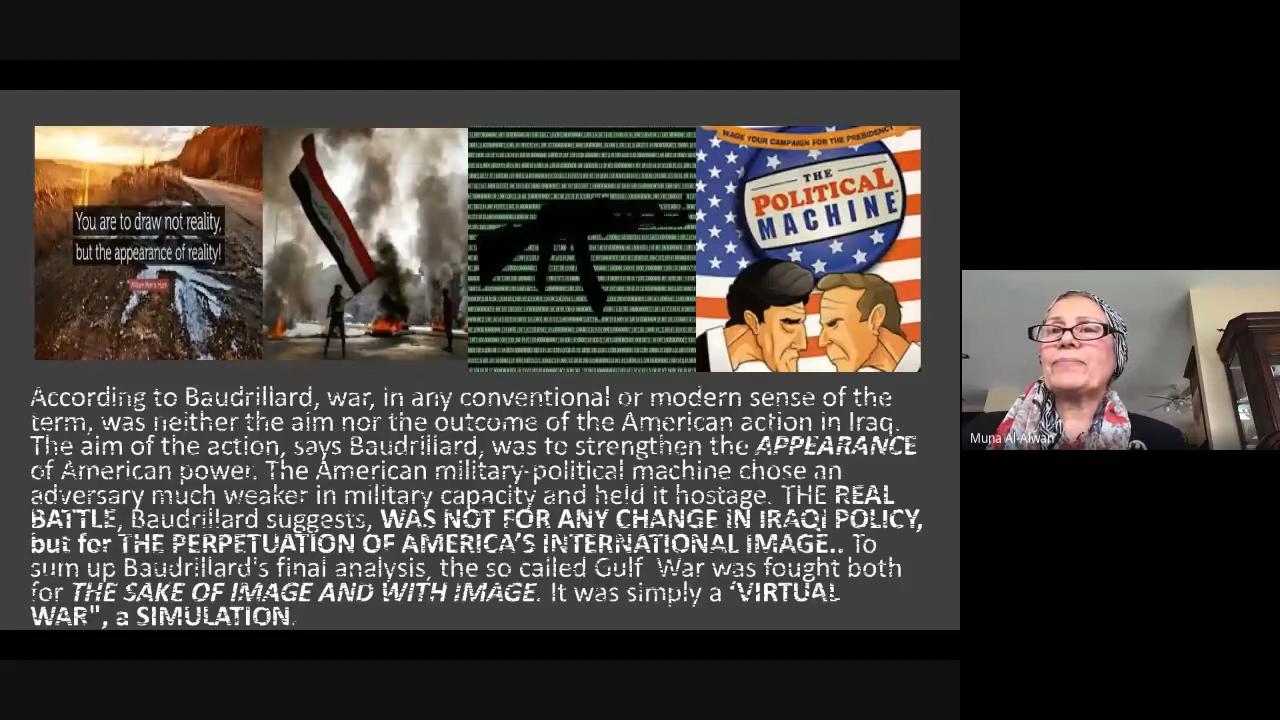 WAGE YOUR CAMPAIGN FOR THE PRESIDENCY
THE
POLITICAL
MACHINE
You are to draw not reality,
but the appearance of reality!
According to Baudrillard, war, in any conventional or modern sense of the
term, was neither the aim nor the outcome of the American action in Iraq.
The aim of the action, says Baudrillard, was to strengthen the APPEARANCE
of American power. The American military-political machine chose an
adversary much weaker in military capacity and held it hostage. THE REAL
BATTLE, Baudrillard suggests, WAS NOT FOR ANY CHANGE IN IRAQI POLICY,
but for THE PERPETUATION OF AMERICA'S INTERNATIONAL IMAGE.. To
sum up Baudrillard's final analysis, the so called Gulf War was fought both
for THE SAKE OF IMAGE AND WITH IMAGE. It was simply a ‘VIRTUAL
WAR", a SIMULATION.
Muna Al-Alwan